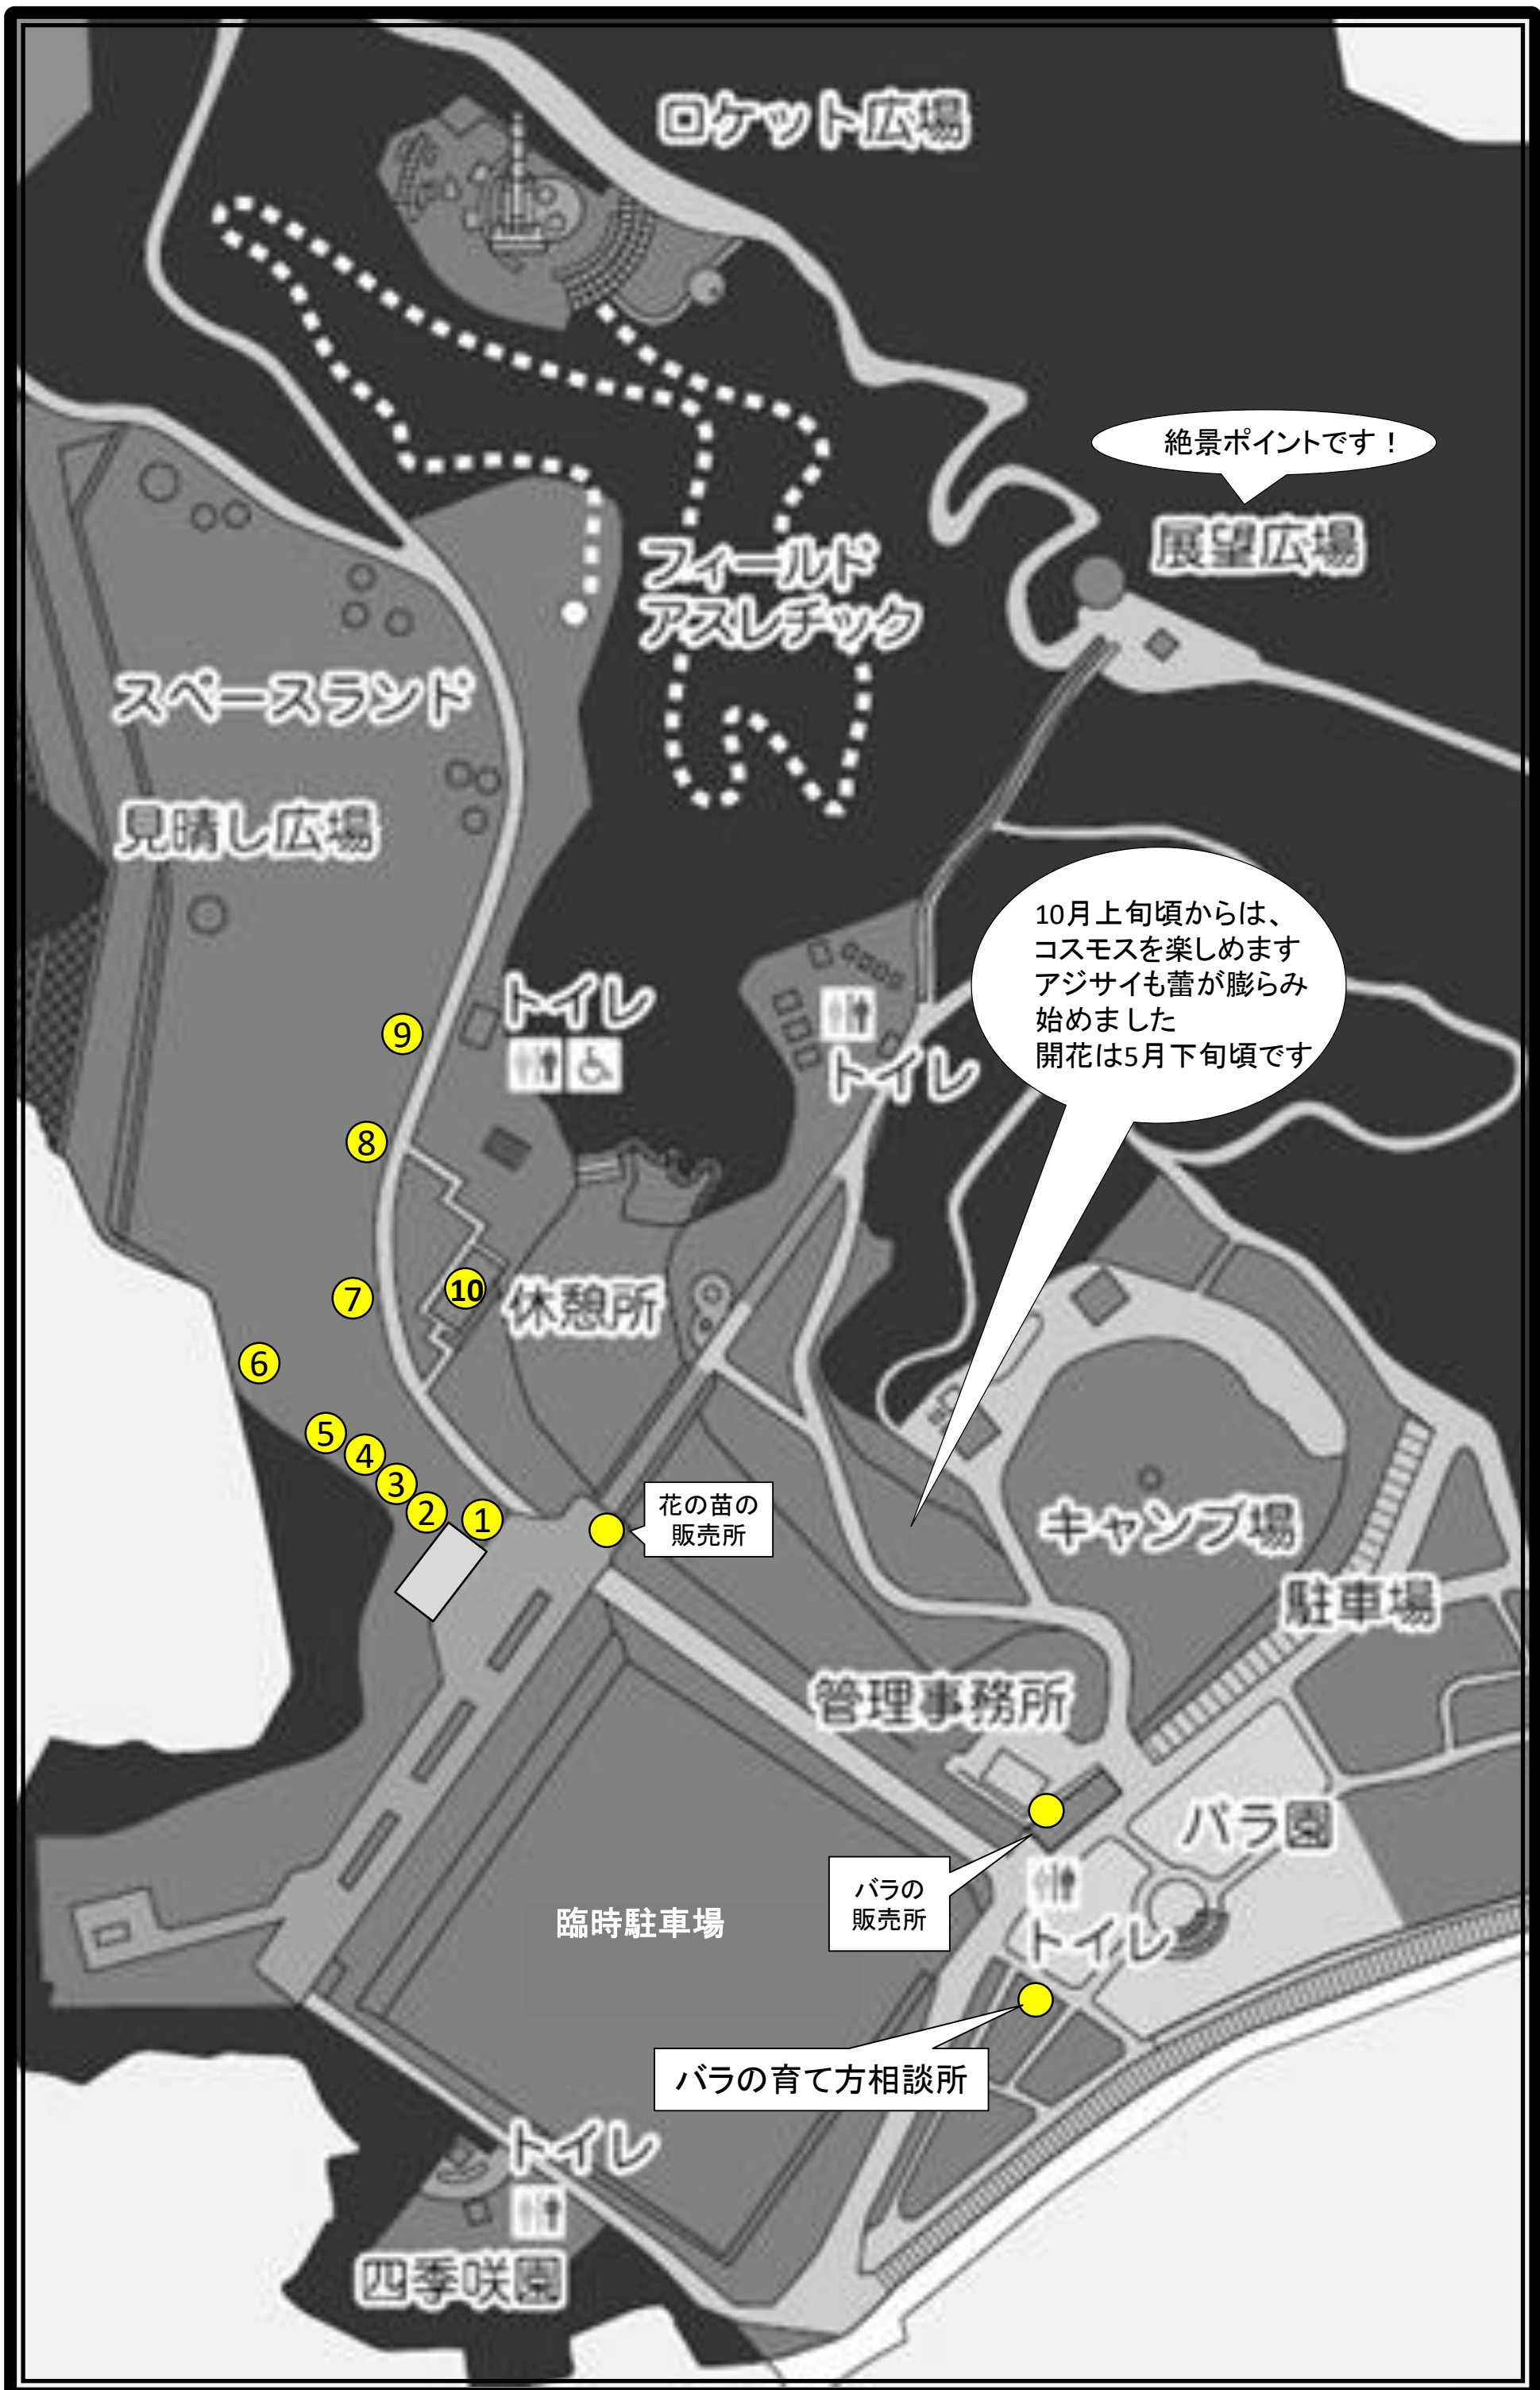 ロケット広場
絶景ポイントです！
展望広場
フィールド
アスレチック
スペースランド
見晴し広場
10月上旬頃からは、
コスモスを楽しめます
アジサイも蕾が膨らみ
始めました
開花は5月下旬頃です
トイレ
トイレ
9
8
7
10
休憩所
6
5
4
3
2
1
花の苗の
販売所
キャンプ場
駐車場
管理事務所
バラ園
バラの
販売所
臨時駐車場
トイレ
バラの育て方相談所
トイレ
四季咲園